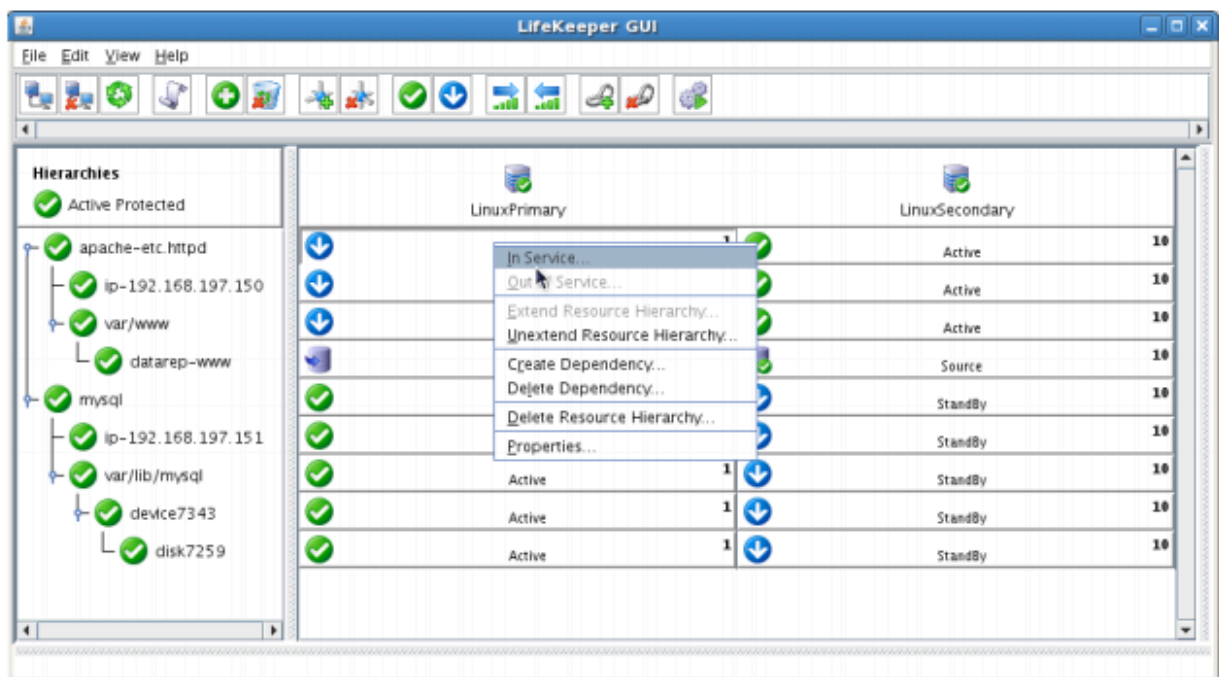 LifeKeeper GUI
File Edit View Help
Hierarchies
Active Protected
LinuxPrimary
LinuxSecondary
apache-etc.httpd
1
Active
10
ip-192.168.197.150
Active
10
var/www
Active
10
datarep-www
Source
10
mysql
StandBy
10
ip-192.168.197.151
StandBy
10
var/lib/mysql
Active
1
StandBy
10
device7343
Active
1
StandBy
10
disk7259
Active
1
StandBy
10
In Service...
Out of Service...
Extend Resource Hierarchy...
Unextend Resource Hierarchy...
Create Dependency...
Delete Dependency...
Delete Resource Hierarchy...
Properties...